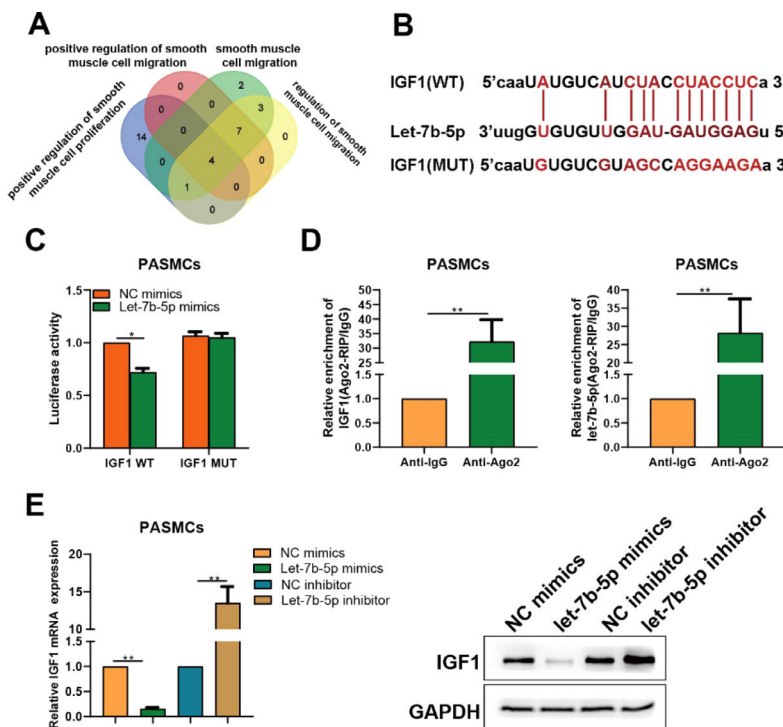 A
positive regulation of smooth
muscle cell migration
smooth muscle
cell migration
positive regulation of smooth
muscle cell proliferation
regulation of smooth
muscle cell migration
0
2
0
0
3
14
0
7
0
0
4
0
1
0
0
B
IGF1(WT) 5'caaUAUGUCAUCUACCUACCUCa 3
Let-7b-5p 3'uugGUGUGUUGGAU-GAUGGAGu 5
IGF1(MUT) 5'caaUGUGUCGUAGCCAGGAAGAa 3
C
PASMCs
NC mimics
Let-7b-5p mimics
Luciferase activity
1.5
1.0
0.5
0.0
*
IGF1 WT
IGF1 MUT
D
PASMCs
Relative enrichment of
IGF1(Ago2-RIP/IgG)
50
40
35
30
25
1.5
1.0
0.5
0.0
**
Anti-IgG
Anti-Ago2
PASMCs
Relative enrichment of
let-7b-5p(Ago2-RIP/IgG)
40
35
30
25
20
1.5
1.0
0.5
0.0
**
Anti-IgG
Anti-Ago2
E
PASMCs
Relative IGF1 mRNA expression
20
15
10
1.5
1.0
0.5
0.0
**
**
NC mimics
Let-7b-5p mimics
NC inhibitor
Let-7b-5p inhibitor
NC mimics
let-7b-5p mimics
NC inhibitor
let-7b-5p inhibitor
IGF1
GAPDH